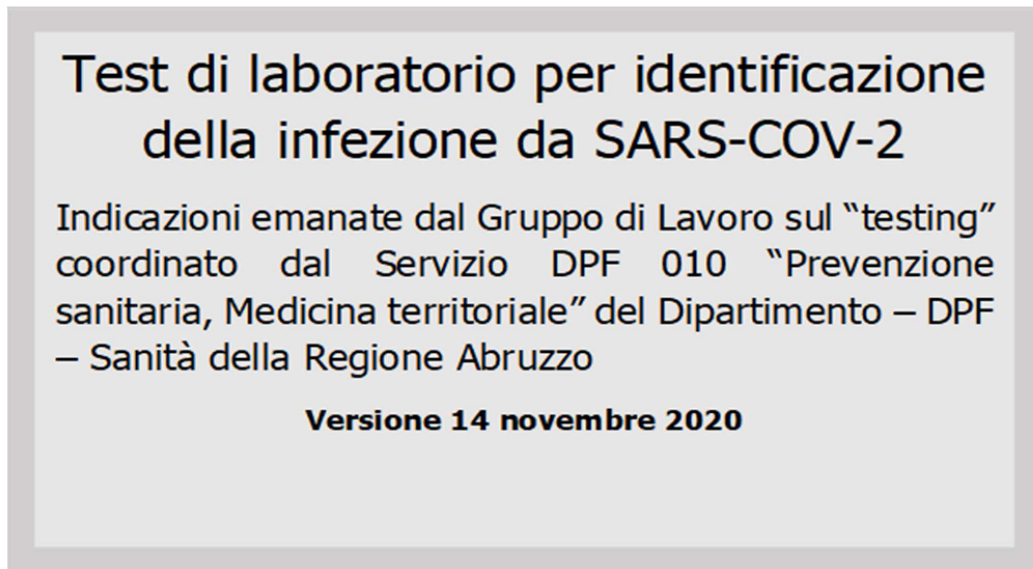 Test di laboratorio per identificazione
della infezione da SARS-COV-2
Indicazioni emanate dal Gruppo di Lavoro sul “testing”
coordinato dal Servizio DPF 010 “Prevenzione
sanitaria, Medicina territoriale” del Dipartimento – DPF
– Sanità della Regione Abruzzo
Versione 14 novembre 2020